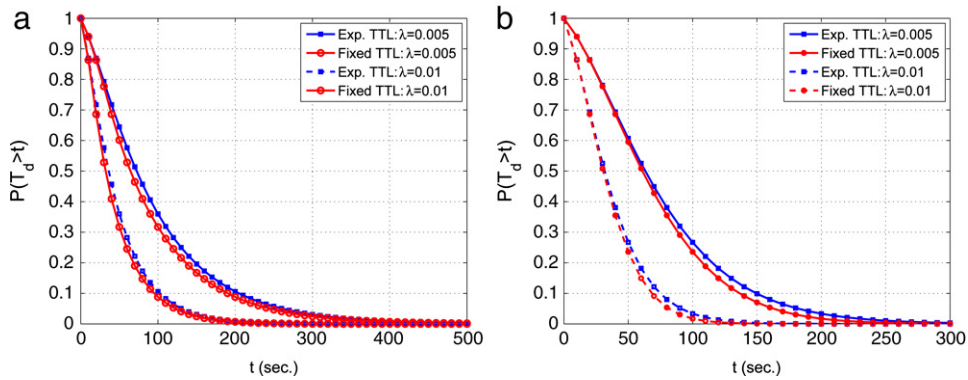 a
P(T_d>t)
1
0.9
0.8
0.7
0.6
0.5
0.4
0.3
0.2
0.1
0
0 100 200 300 400 500
t (sec.)
Exp. TTL:λ=0.005
Fixed TTL:λ=0.005
Exp. TTL:λ=0.01
Fixed TTL:λ=0.01
b
P(T_d>t)
1
0.9
0.8
0.7
0.6
0.5
0.4
0.3
0.2
0.1
0
0 50 100 150 200 250 300
t (sec.)
Exp. TTL:λ=0.005
Fixed TTL:λ=0.005
Exp. TTL:λ=0.01
Fixed TTL:λ=0.01